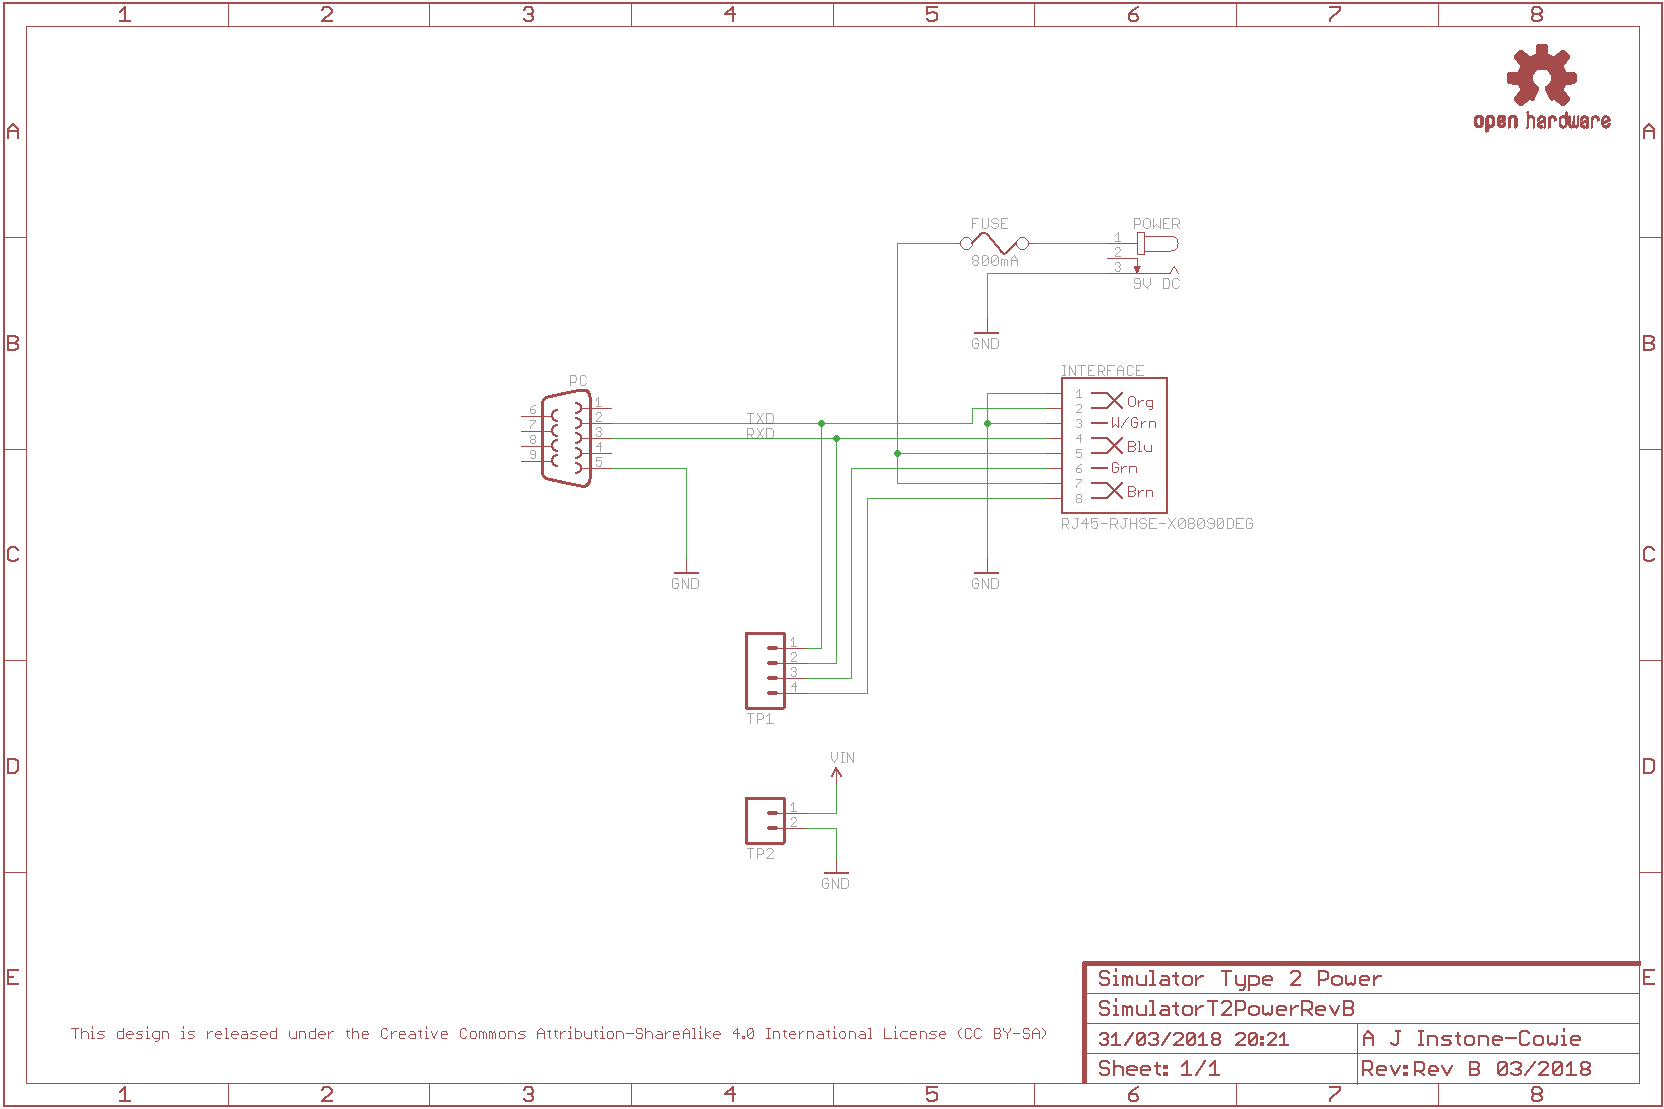 1 2 3 4 5 6 7 8
open hardware
A A
FUSE POWER
1
2
3
800mA
9V DC
GND
B B
INTERFACE
PC
1 Org
2
3 W/Grn
4 Blu
5
6 Grn
7 Brn
8
RJ45-RJHSE-X08090DEG
6 1
7 2
8 3
9 4
5
TXD
RXD
C C
GND GND
1
2
3
4
TP1
VIN
D D
1
2
TP2
GND
E E
Simulator Type 2 Power
SimulatorT2PowerRevB
This design is released under the Creative Commons Attribution-ShareAlike 4.0 International License (CC BY-SA)
31/03/2018 20:21 A J Instone-Cowie
Sheet: 1/1 Rev:Rev B 03/2018
1 2 3 4 5 6 7 8